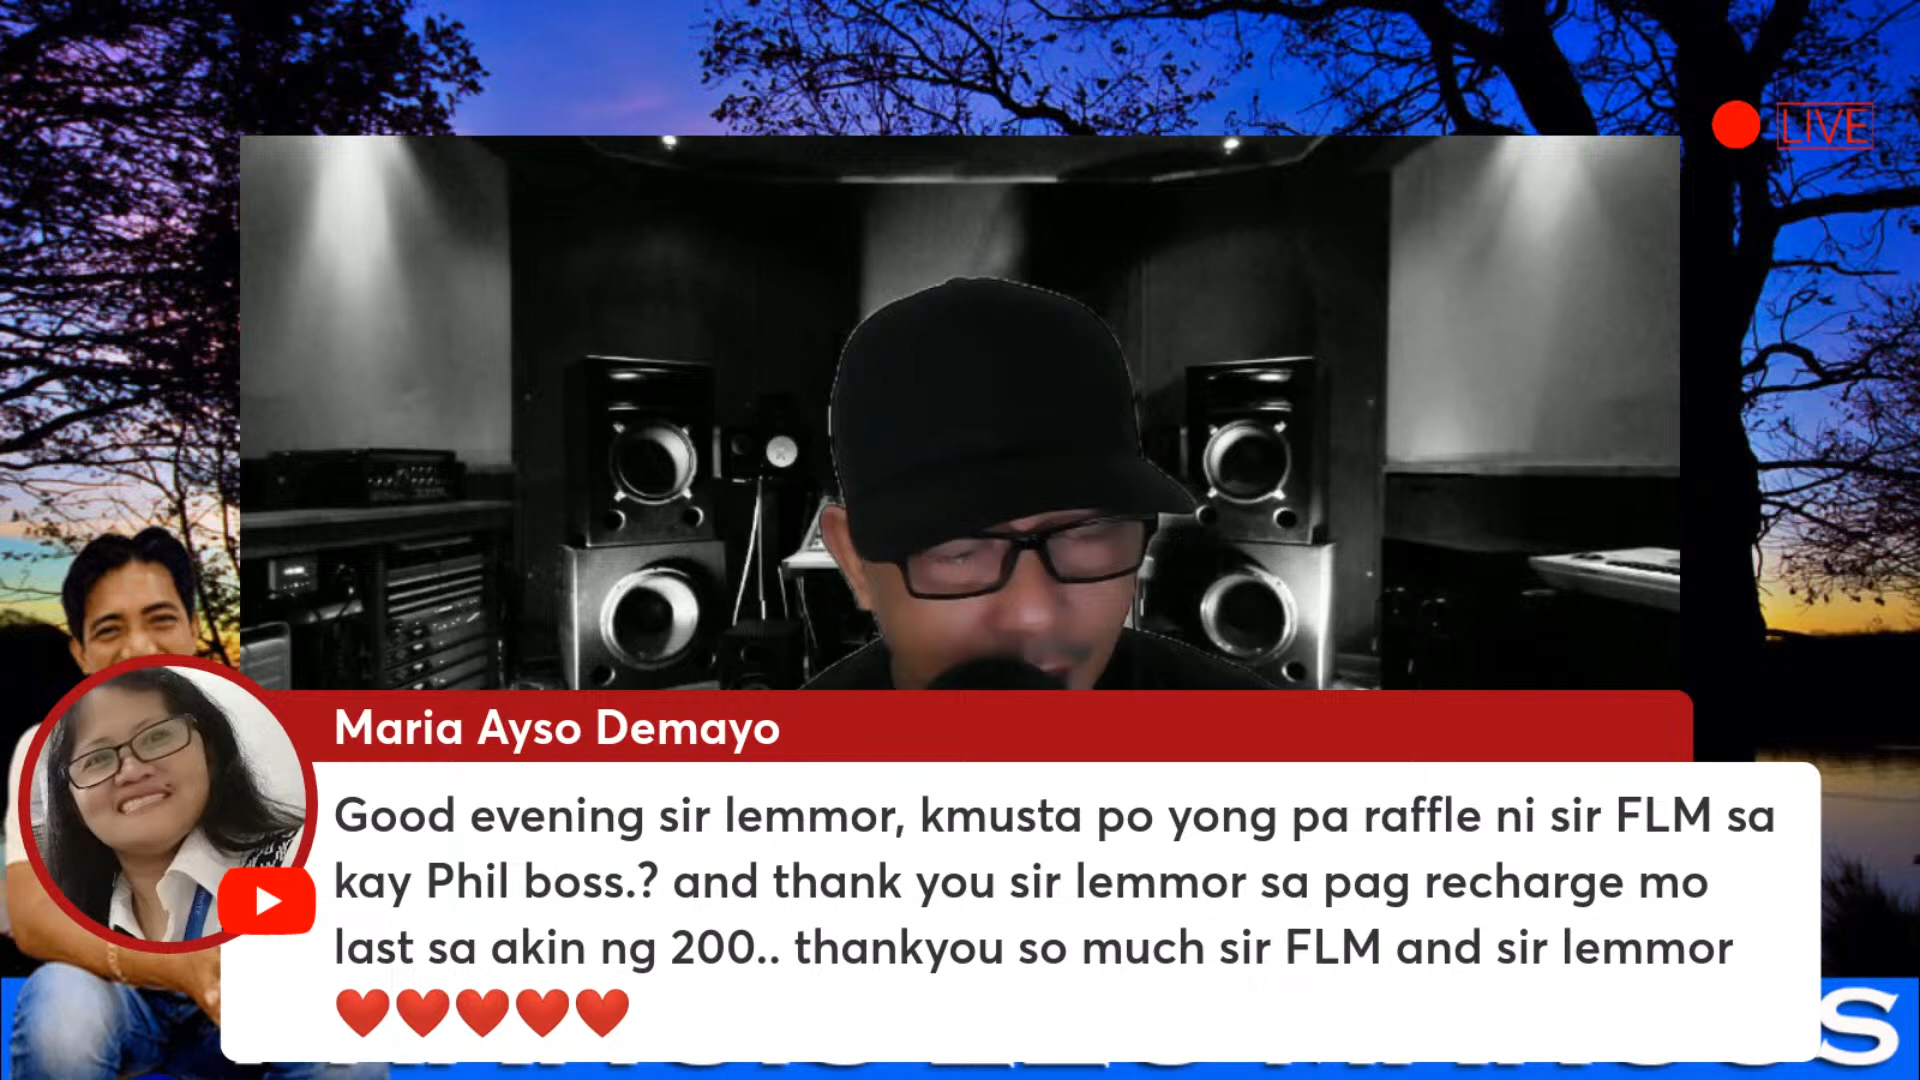 LIVE
Maria Ayso Demayo
Good evening sir lemmor, kmusta po yong pa raffle ni sir FLM sa
kay Phil boss.? and thank you sir lemmor sa pag recharge mo
last sa akin ng 200.. thankyou so much sir FLM and sir lemmor
❤️❤️❤️❤️❤️